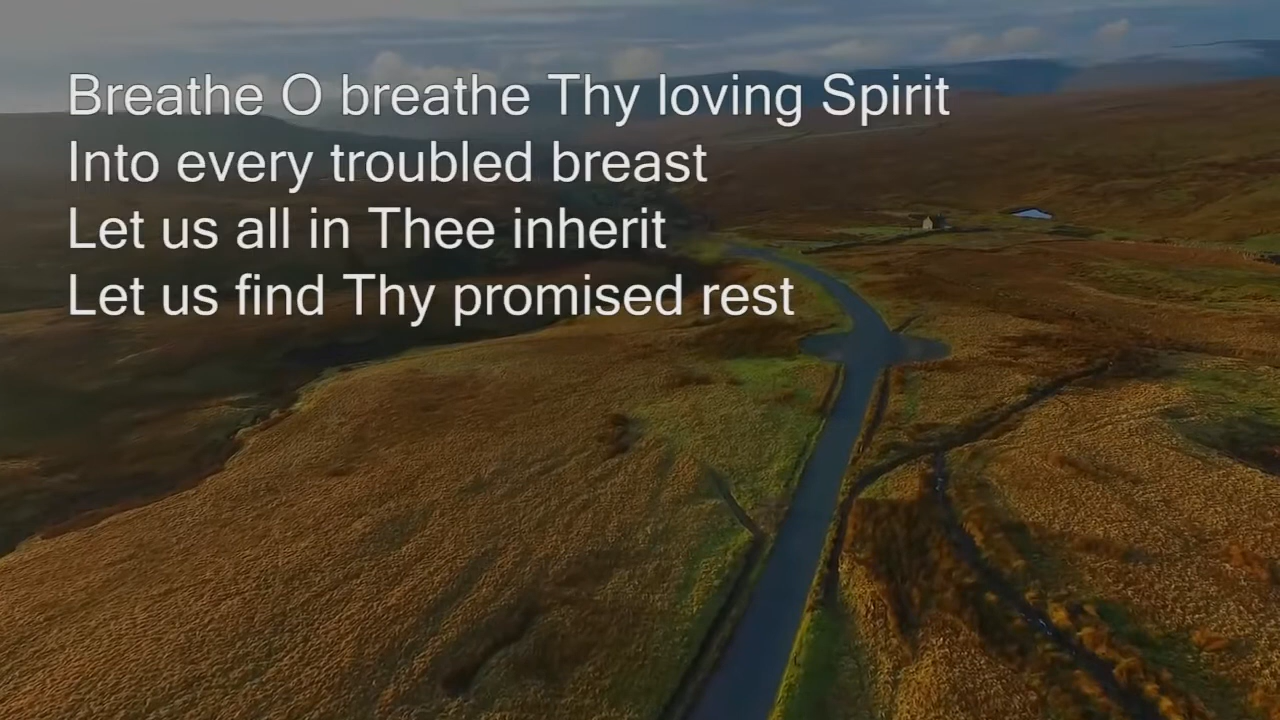 Breathe O breathe Thy loving Spirit
Into every troubled breast
Let us all in Thee inherit
Let us find Thy promised rest